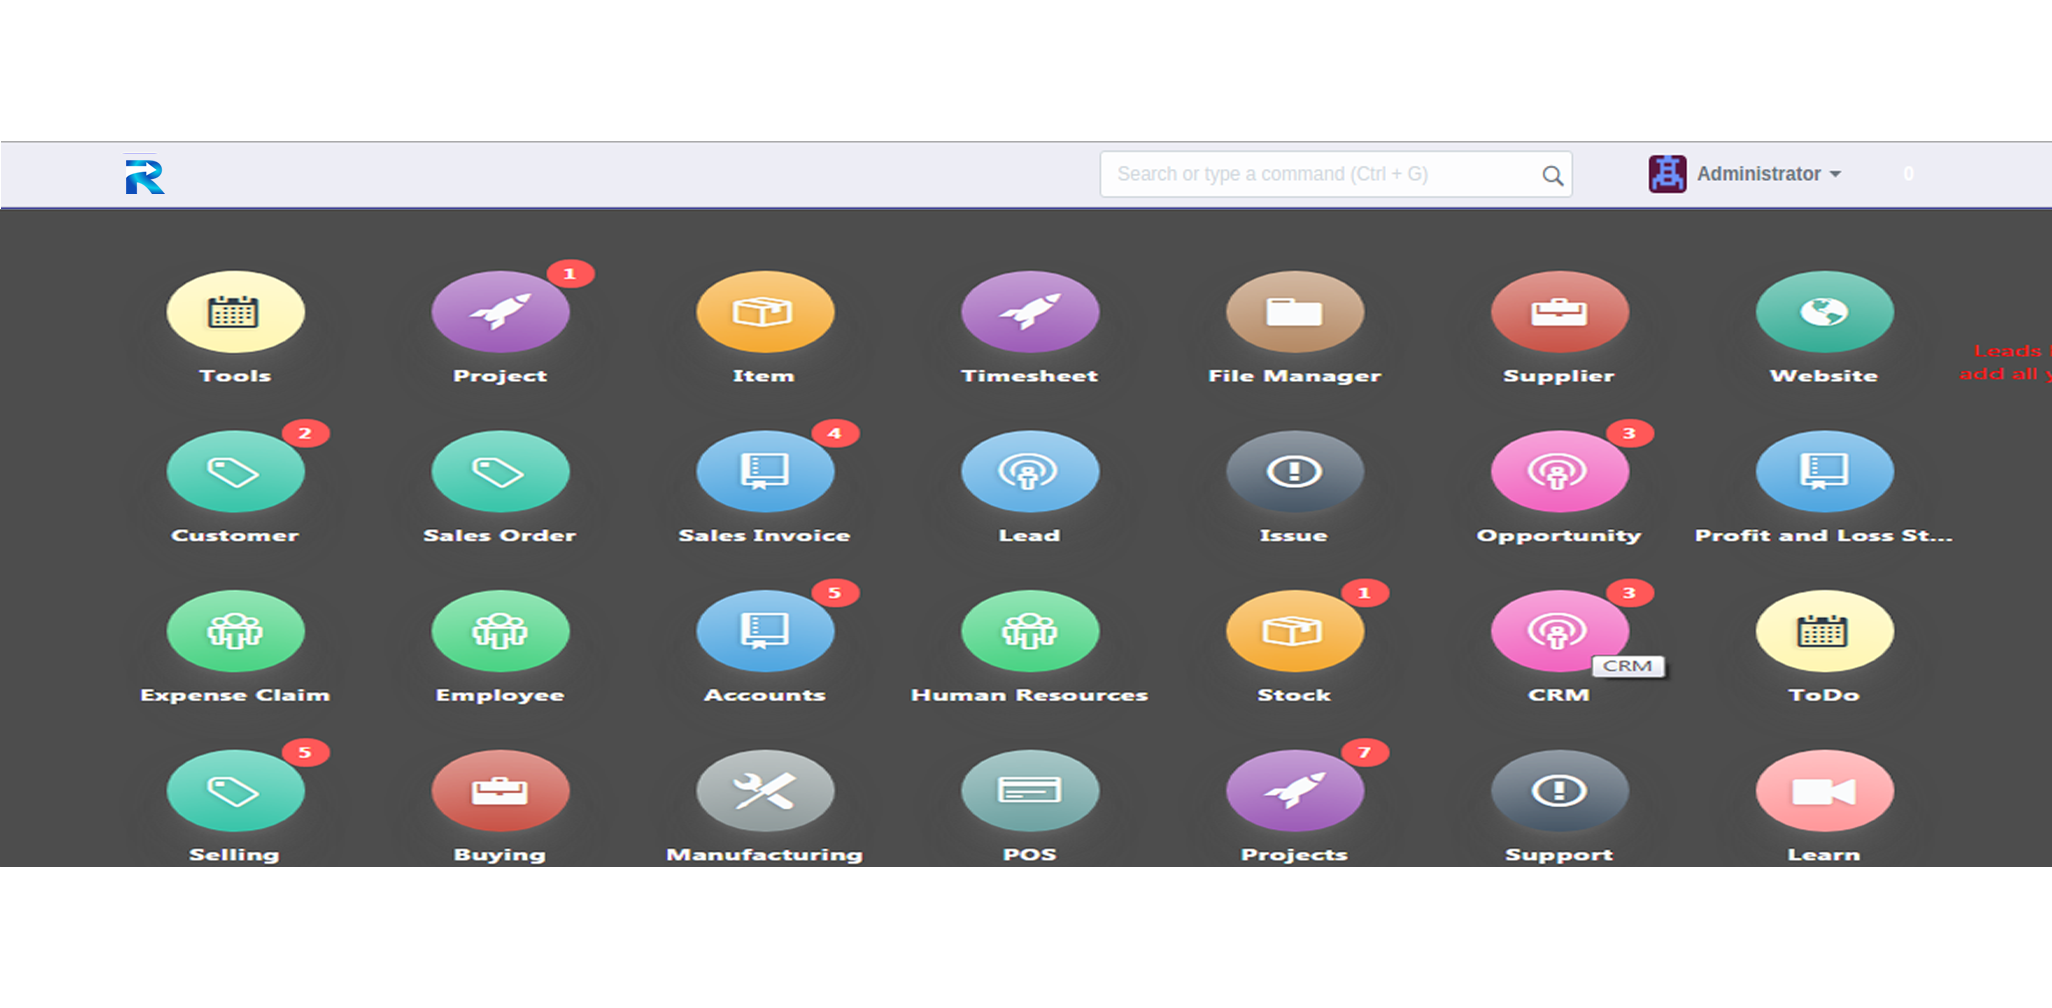 R
Search or type a command (Ctrl + G)
Administrator
0
1
Tools
Project
Item
Timesheet
File Manager
Supplier
Website
Leads
add all
2
4
3
Customer
Sales Order
Sales Invoice
Lead
Issue
Opportunity
Profit and Loss St...
5
1
3
CRM
Expense Claim
Employee
Accounts
Human Resources
Stock
CRM
ToDo
5
7
Selling
Buying
Manufacturing
POS
Projects
Support
Learn